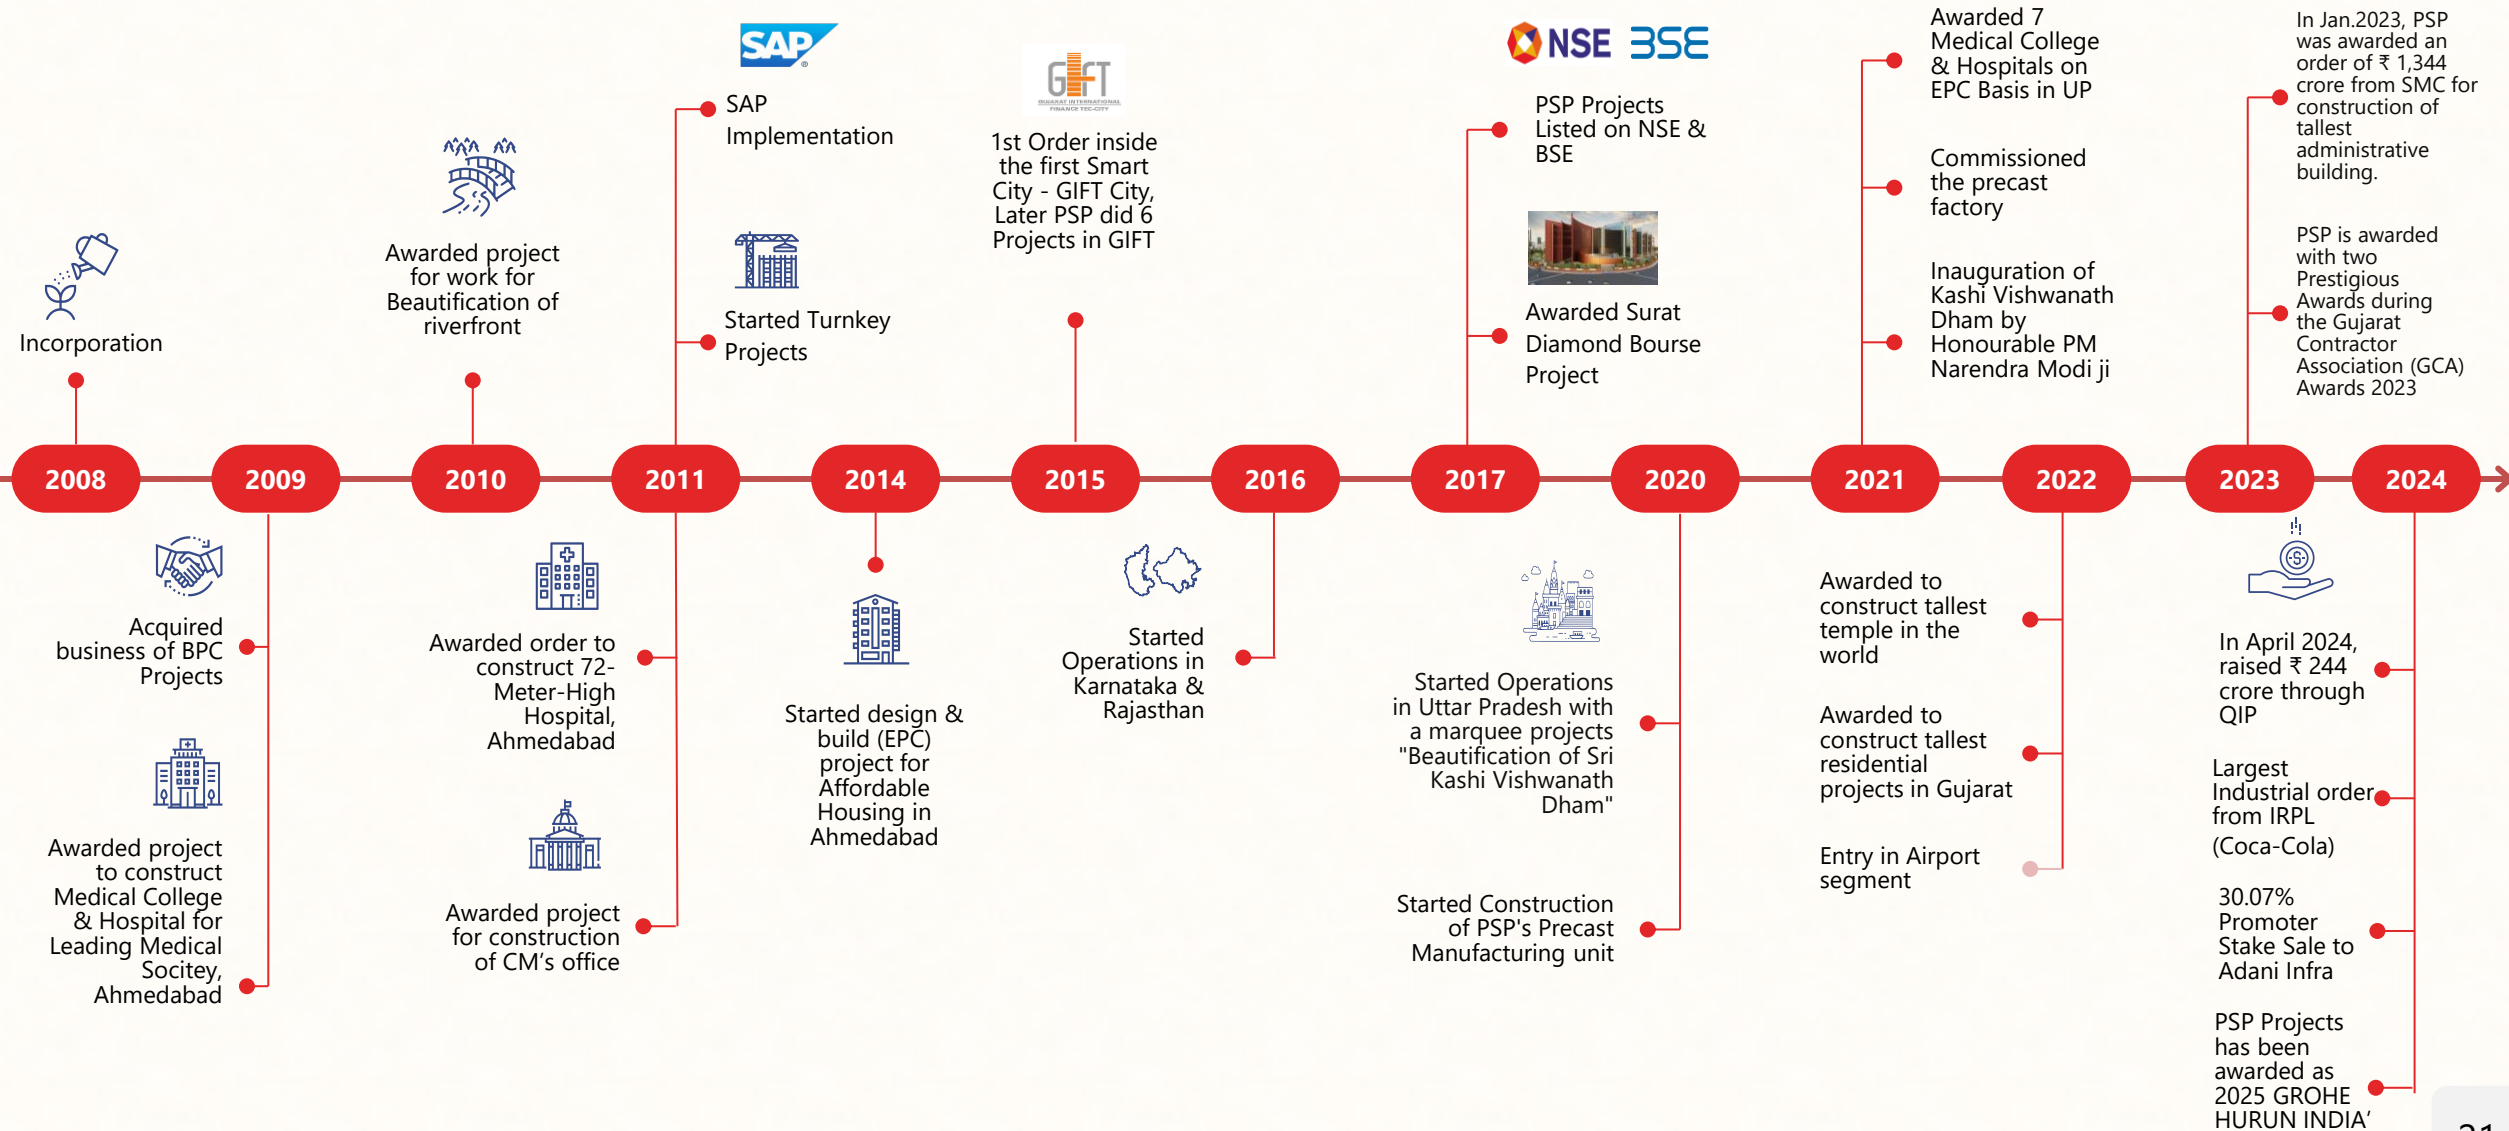 SAP
SAP
Implementation
GIFT
GUJARAT INTERNATIONAL
FINANCE TEC-CITY
NSE BSE
Incorporation
Awarded project
for work for
Beautification of
riverfront
Started Turnkey
Projects
1st Order inside
the first Smart
City - GIFT City,
Later PSP did 6
Projects in GIFT
PSP Projects
Listed on NSE &
BSE
Awarded Surat
Diamond Bourse
Project
Awarded 7
Medical College
& Hospitals on
EPC Basis in UP
Commissioned
the precast
factory
Inauguration of
Kashi Vishwanath
Dham by
Honourable PM
Narendra Modi ji
In Jan.2023, PSP
was awarded an
order of ₹ 1,344
crore from SMC for
construction of
tallest
administrative
building.
PSP is awarded
with two
Prestigious
Awards during
the Gujarat
Contractor
Association (GCA)
Awards 2023
2008 2009 2010 2011 2014 2015 2016 2017 2020 2021 2022 2023 2024
Acquired
business of BPC
Projects
Awarded project
to construct
Medical College
& Hospital for
Leading Medical
Socitey,
Ahmedabad
Awarded order to
construct 72-
Meter-High
Hospital,
Ahmedabad
Awarded project
for construction
of CM's office
Started design &
build (EPC)
project for
Affordable
Housing in
Ahmedabad
Started
Operations in
Karnataka &
Rajasthan
Started Operations
in Uttar Pradesh with
a marquee projects
"Beautification of Sri
Kashi Vishwanath
Dham"
Started Construction
of PSP's Precast
Manufacturing unit
Awarded to
construct tallest
temple in the
world
Awarded to
construct tallest
residential
projects in Gujarat
Entry in Airport
segment
In April 2024,
raised ₹ 244
crore through
QIP
Largest
Industrial order
from IRPL
(Coca-Cola)
30.07%
Promoter
Stake Sale to
Adani Infra
PSP Projects
has been
awarded as
2025 GROHE
HURUN INDIA'